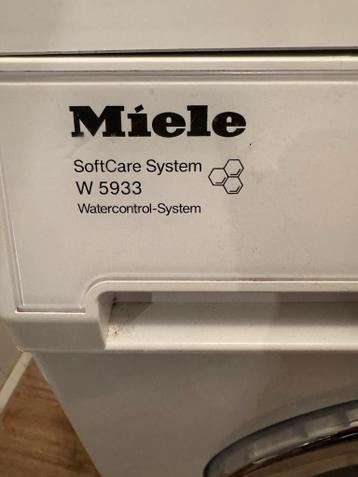 Miele
SoftCare System
W 5933
Watercontrol-System